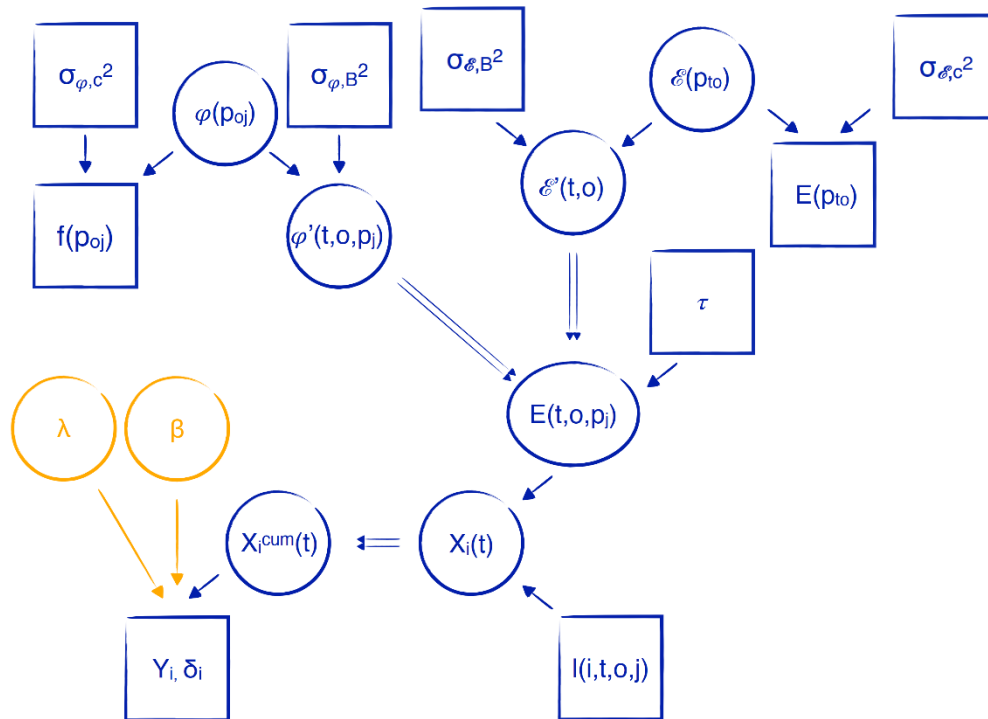 σφ,c²
φ(poj)
σφ,B²
σℰ,B²
ℰ(pto)
σℰ,c²
f(poj)
φ’(t,o,pj)
ℰ’(t,o)
E(pto)
τ
λ
β
E(t,o,pj)
Xicum(t)
Xi(t)
Yi, δi
I(i,t,o,j)